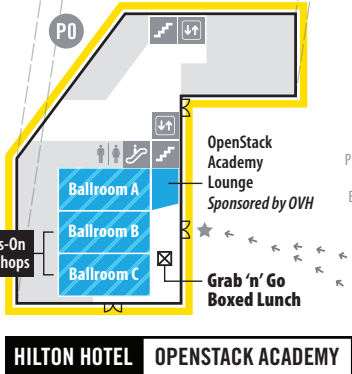 P0
OpenStack
Academy
Lounge
Sponsored by OVH
Ballroom A
Ballroom B
Ballroom C
Grab ‘n’ Go
Boxed Lunch
HILTON HOTEL OPENSTACK ACADEMY